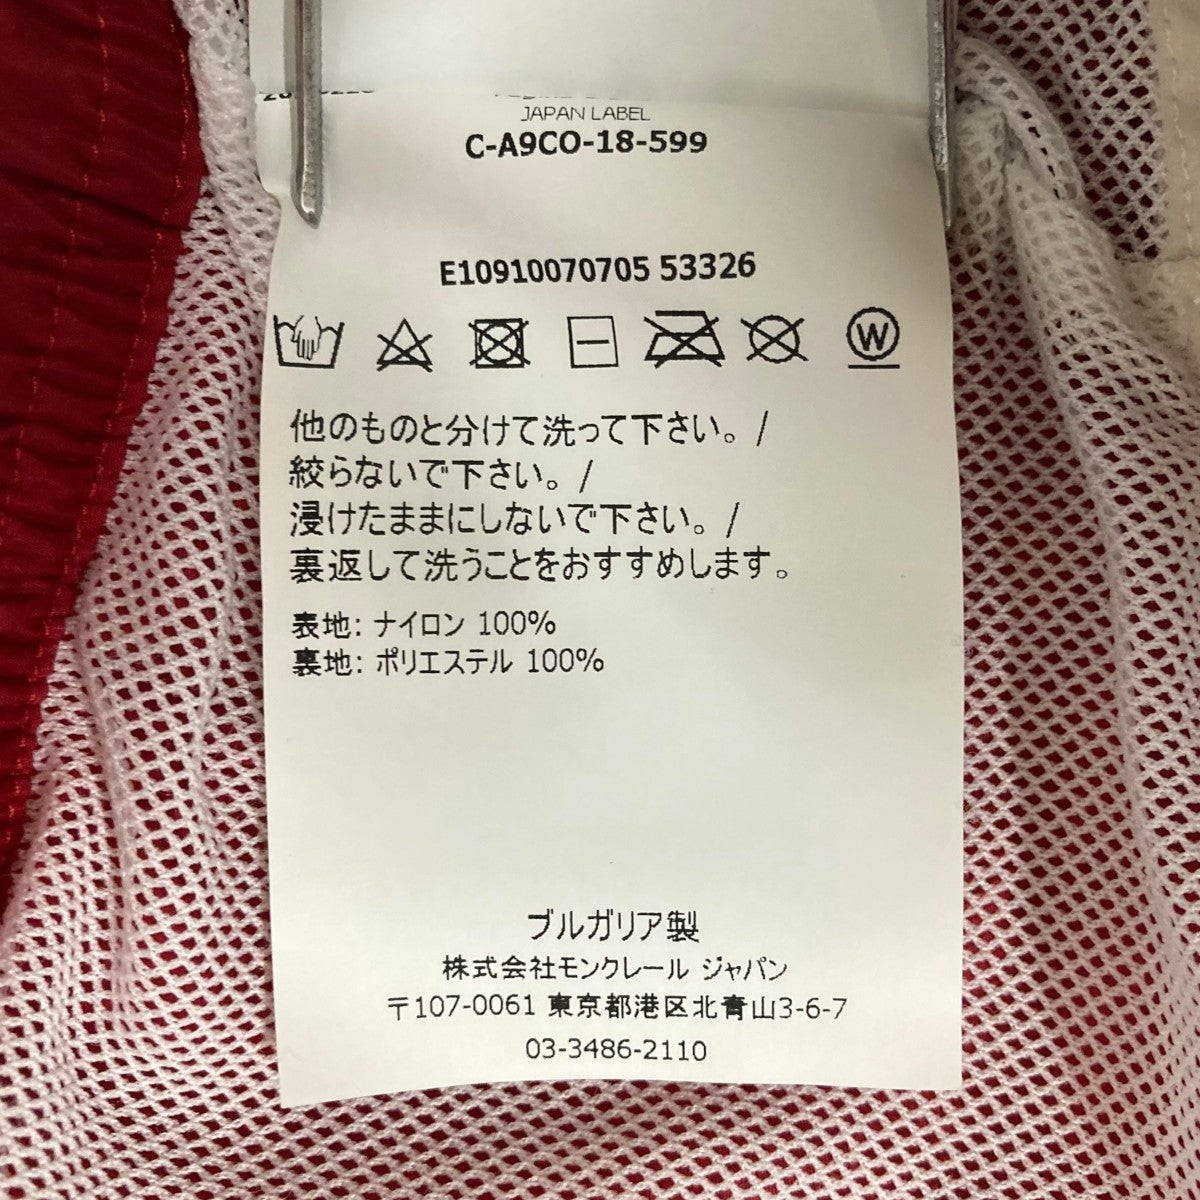 JAPAN LABEL
C-A9CO-18-599
E10910070705 53326
W
他のものと分けて洗って下さい。/
絞らないで下さい。/
浸けたままにしないで下さい。/
裏返して洗うことをおすすめします。
表地: ナイロン 100%
裏地: ポリエステル 100%
ブルガリア製
株式会社モンクレール ジャパン
〒107-0061 東京都港区北青山3-6-7
03-3486-2110